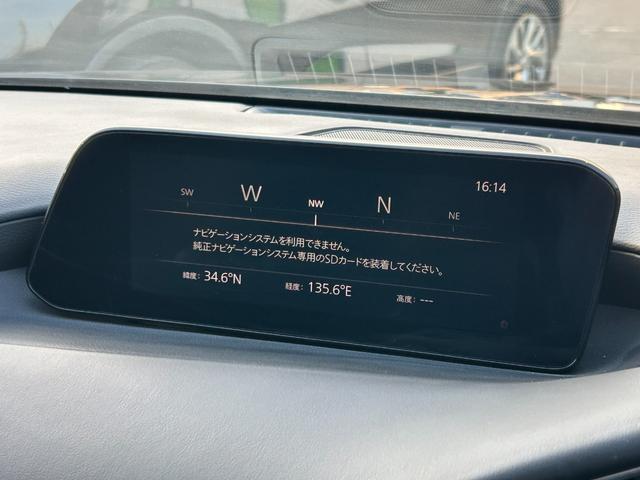 16:14
SW W NW N NE
ナビゲーションシステムを利用できません。
純正ナビゲーションシステム専用のSDカードを装着してください。
緯度: 34.6°N 経度: 135.6°E 高度: ---